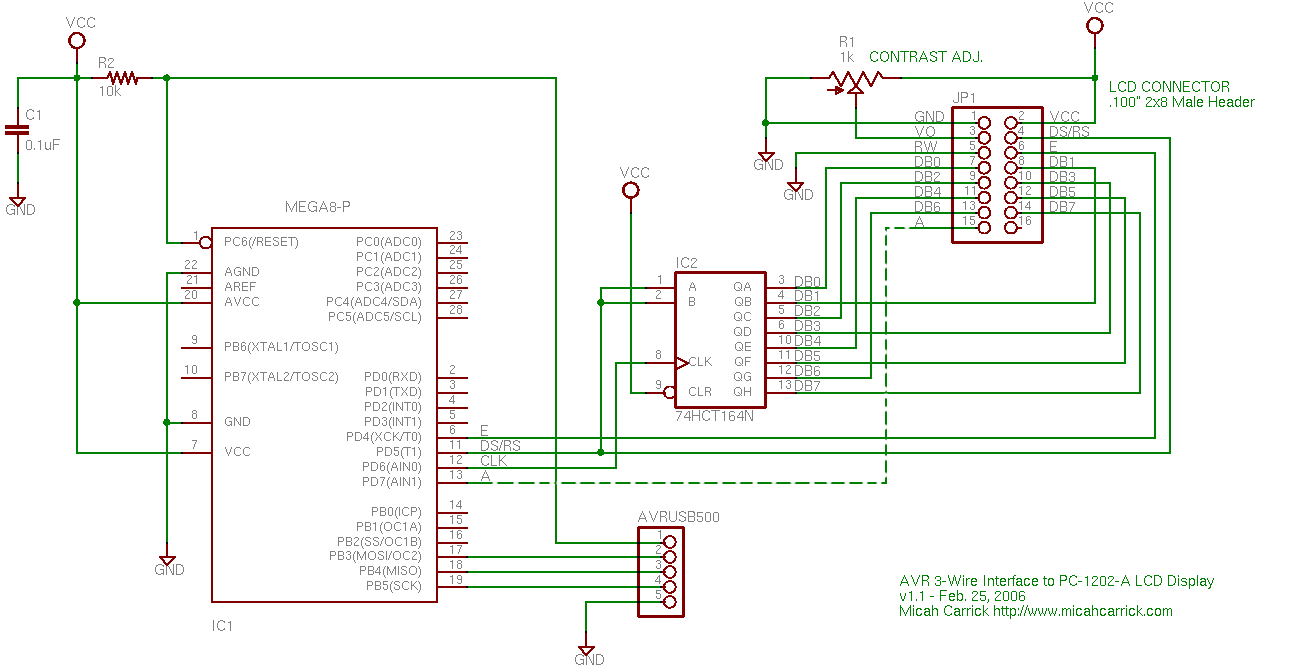 VCC
R2
10k
C1
0.1uF
GND
MEGA8-P
1 PC6(/RESET)
22 AGND
21 AREF
20 AVCC
9 PB6(XTAL1/TOSC1)
10 PB7(XTAL2/TOSC2)
8 GND
7 VCC
PC0(ADC0) 23
PC1(ADC1) 24
PC2(ADC2) 25
PC3(ADC3) 26
PC4(ADC4/SDA) 27
PC5(ADC5/SCL) 28
PD0(RXD) 2
PD1(TXD) 3
PD2(INT0) 4
PD3(INT1) 5
PD4(XCK/T0) 6 E
PD5(T1) 11 DS/RS
PD6(AIN0) 12 CLK
PD7(AIN1) 13 A
PB0(ICP) 14
PB1(OC1A) 15
PB2(SS/OC1B) 16
PB3(MOSI/OC2) 17
PB4(MISO) 18
PB5(SCK) 19
GND
IC1
AVRUSB500
1
2
3
4
5
GND
VCC
IC2
1 A
2 B
8 CLK
9 CLR
QA 3 DB0
QB 4 DB1
QC 5 DB2
QD 6 DB3
QE 10 DB4
QF 11 DB5
QG 12 DB6
QH 13 DB7
74HCT164N
VCC
R1
1k
CONTRAST ADJ.
LCD CONNECTOR
.100" 2x8 Male Header
JP1
GND 1 2 VCC
VO 3 4 DS/RS
RW 5 6 E
DB0 7 8 DB1
DB2 9 10 DB3
DB4 11 12 DB5
DB6 13 14 DB7
A 15 16
GND
GND
AVR 3-Wire Interface to PC-1202-A LCD Display
v1.1 - Feb. 25, 2006
Micah Carrick http://www.micahcarrick.com